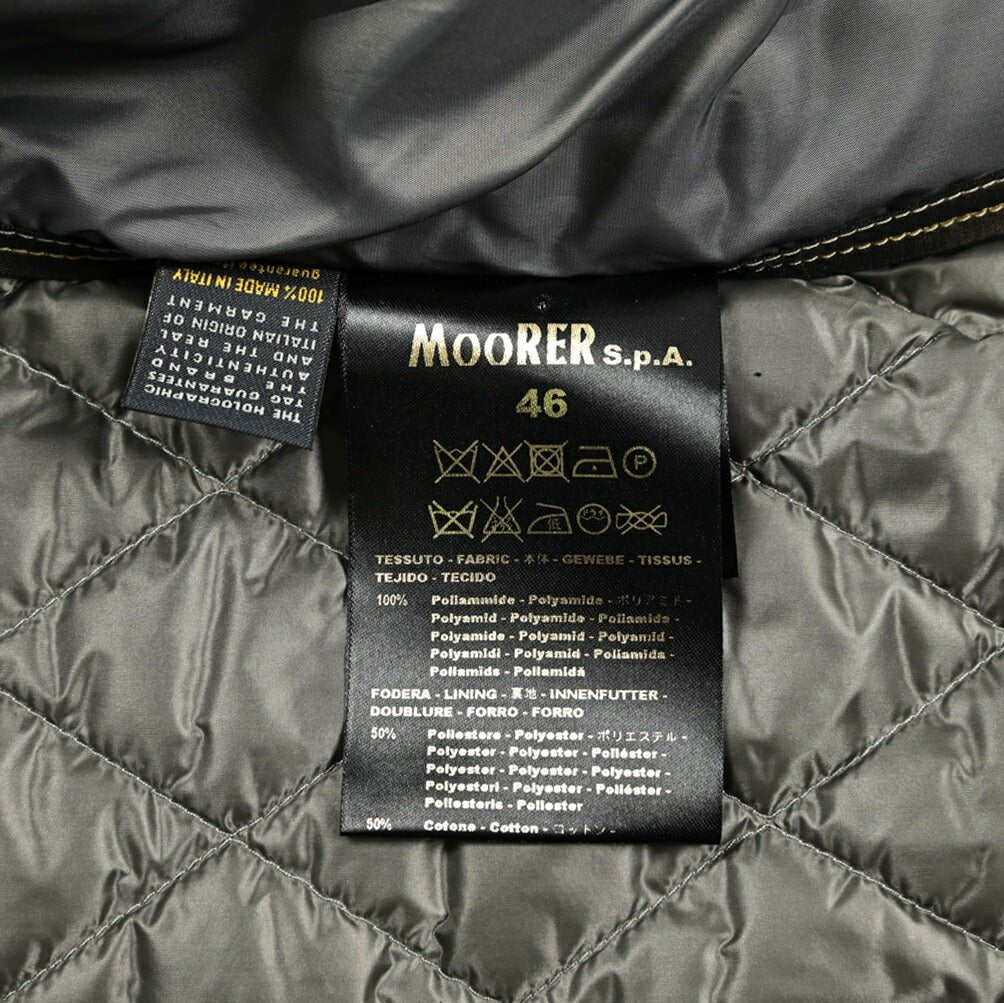 100% MADE IN ITALY
THE GARMENT
ITALIAN ORIGIN OF
AND THE REAL
AUTHENTICITY
THE BRAND
TAG GUARANTEES
THE HOLOGRAPHIC
MOORER S.p.A.
46
P
低
TESSUTO - FABRIC - 本体 - GEWEBE - TISSUS -
TEJIDO - TECIDO
100% Poliammide - Polyamide - ポリアミド -
Polyamid - Polyamide - Poliamida -
Polyamide - Polyamid - Polyamid -
Polyamidi - Polyamid - Poliamida -
Poliamids - Poliamidă
FODERA - LINING - 裏地 - INNENFUTTER -
DOUBLURE - FORRO - FORRO
50% Poliestere - Polyester - ポリエステル -
Polyester - Polyester - Poliéster -
Polyester - Polyester - Polyester -
Polyesteri - Polyester - Poliéster -
Poliesteris - Poliester
50% Cotone - Cotton - コットン -